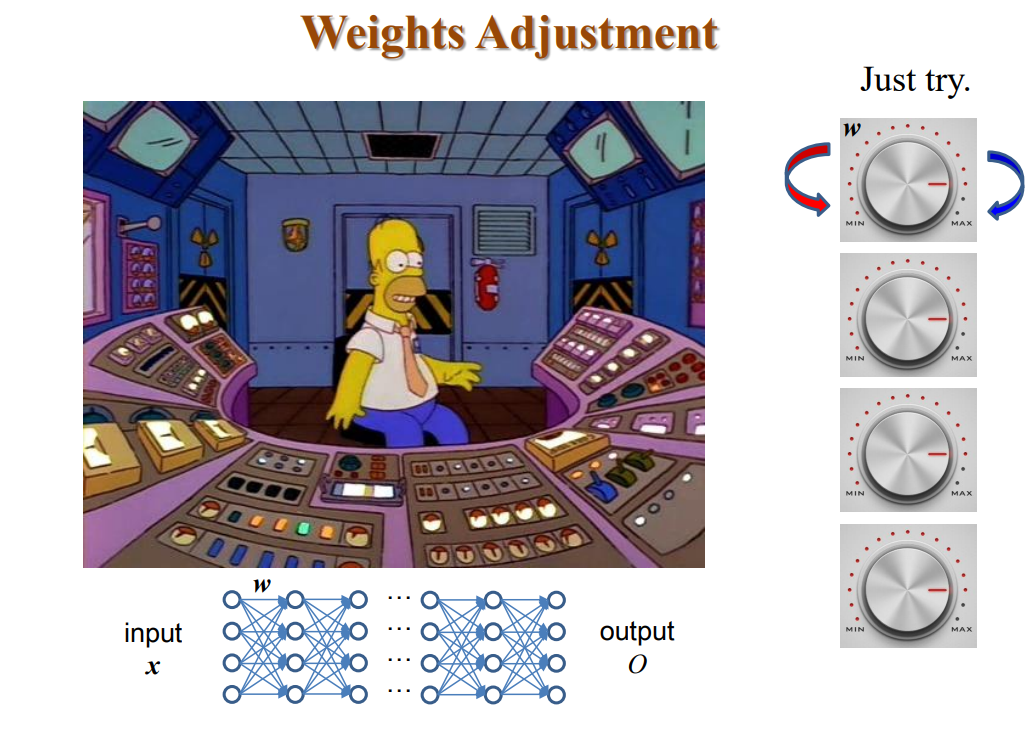 Weights Adjustment
Just try.
w
MIN MAX
MIN MAX
MIN MAX
MIN MAX
w
...
...
...
...
input
x
output
O